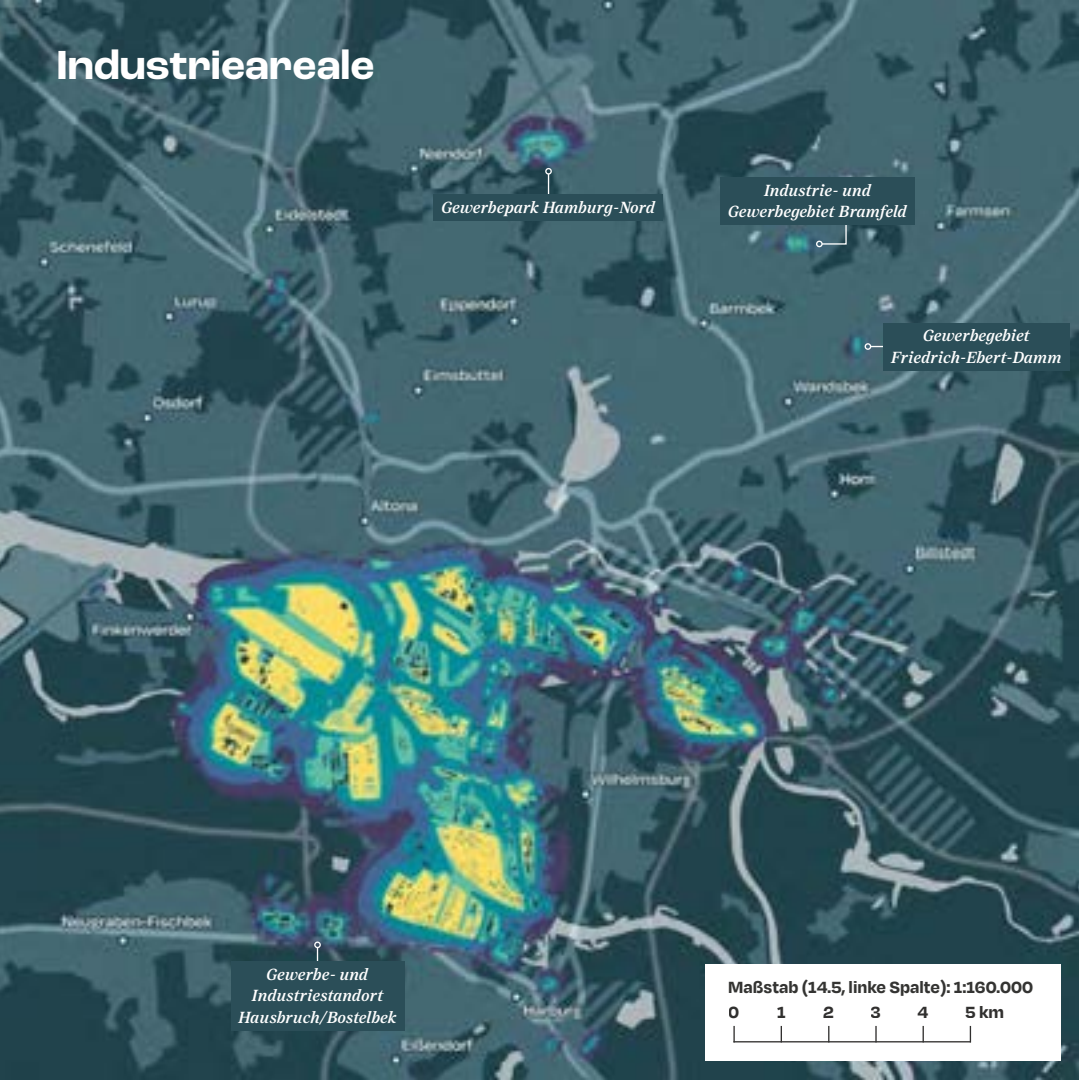 Industrieareale
Niendorf
Gewerbepark Hamburg-Nord
Industrie- und
Gewerbegebiet Bramfeld
Farmsen
Eidelstedt
Schenefeld
Lurup
Eppendorf
Barmbek
Gewerbegebiet
Friedrich-Ebert-Damm
Eimsbüttel
Wandsbek
Osdorf
Horn
Altona
Billstedt
Finkenwerder
Wilhelmsburg
Neugraben-Fischbek
Gewerbe- und
Industriestandort
Hausbruch/Bostelbek
Harburg
Eißendorf
Maßstab (14.5, linke Spalte): 1:160.000
0 1 2 3 4 5 km